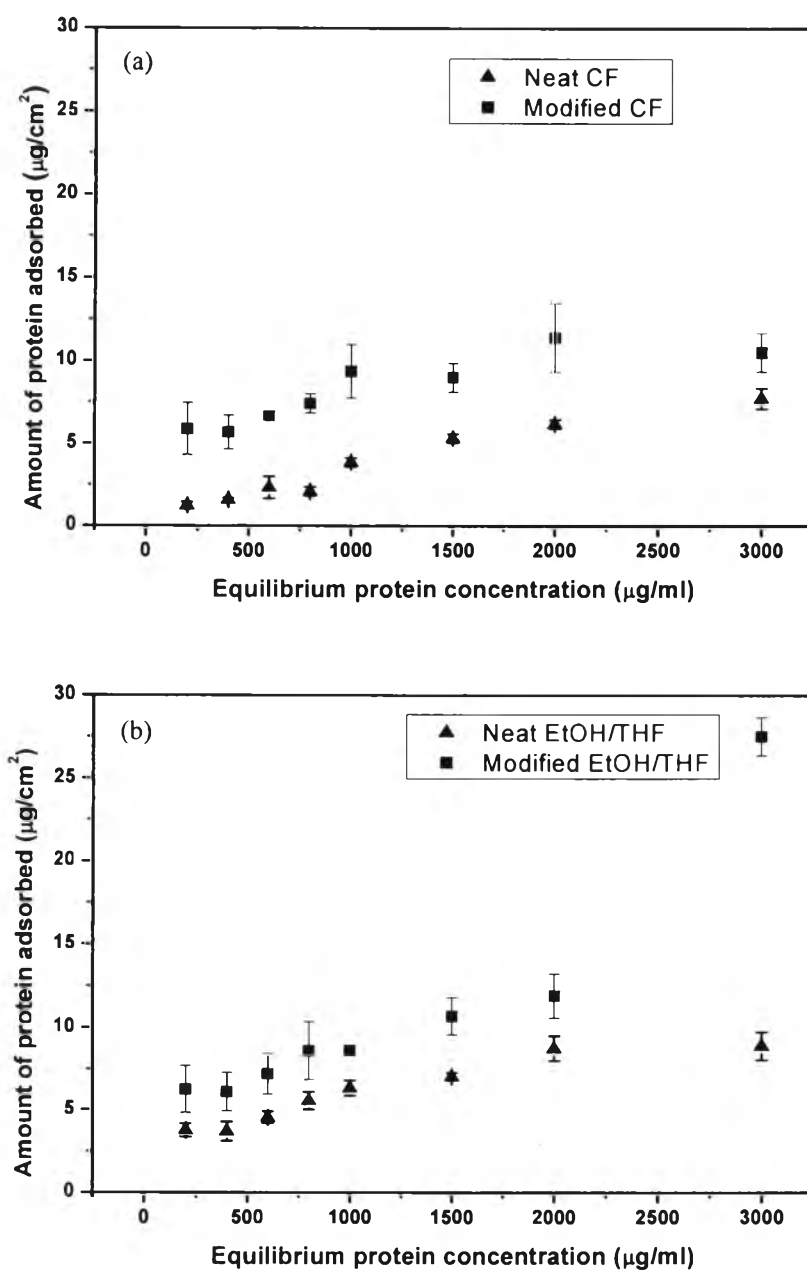 30
(a)
Neat CF
Modified CF
25
20
15
10
5
0
Amount of protein adsorbed (µg/cm²)
0 500 1000 1500 2000 2500 3000
Equilibrium protein concentration (µg/ml)
30
(b)
Neat EtOH/THF
Modified EtOH/THF
25
20
15
10
5
0
Amount of protein adsorbed (µg/cm²)
0 500 1000 1500 2000 2500 3000
Equilibrium protein concentration (µg/ml)